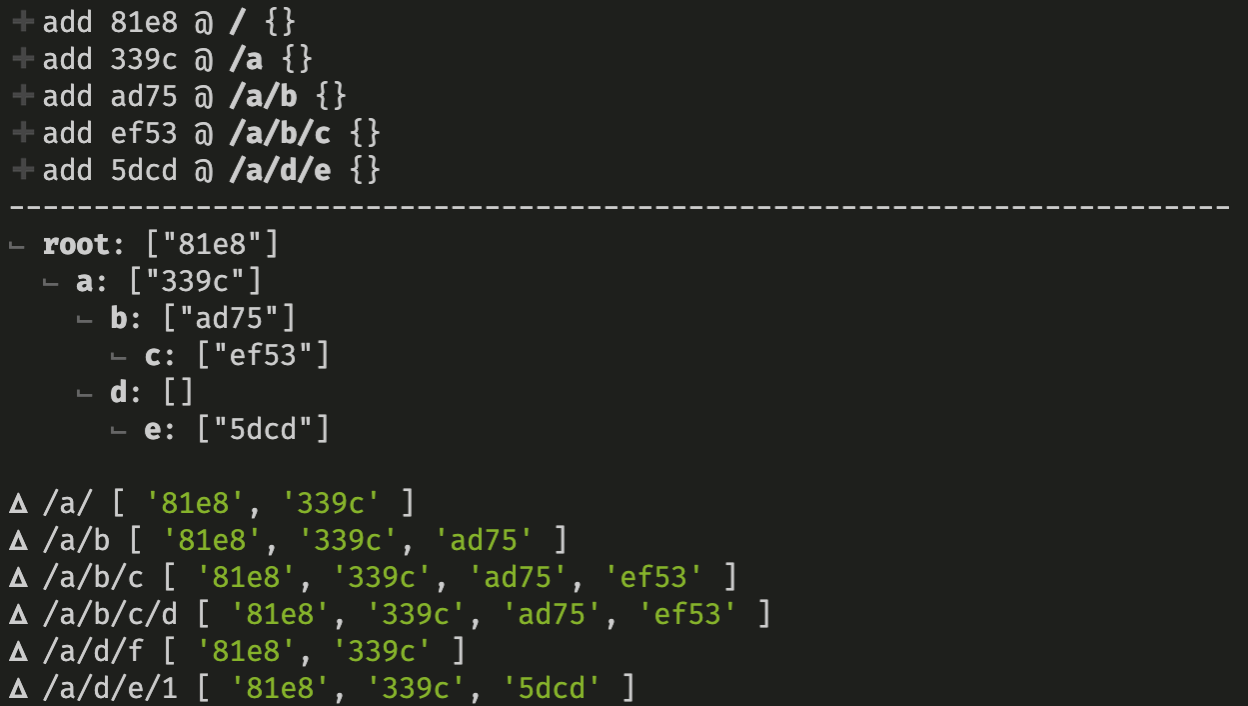 + add 81e8 @ / {}
+ add 339c @ /a {}
+ add ad75 @ /a/b {}
+ add ef53 @ /a/b/c {}
+ add 5dcd @ /a/d/e {}
------------------------------------------------------------------------
⌙ root: ["81e8"]
⌙ a: ["339c"]
⌙ b: ["ad75"]
⌙ c: ["ef53"]
⌙ d: []
⌙ e: ["5dcd"]
∆ /a/ [ '81e8', '339c' ]
∆ /a/b [ '81e8', '339c', 'ad75' ]
∆ /a/b/c [ '81e8', '339c', 'ad75', 'ef53' ]
∆ /a/b/c/d [ '81e8', '339c', 'ad75', 'ef53' ]
∆ /a/d/f [ '81e8', '339c' ]
∆ /a/d/e/1 [ '81e8', '339c', '5dcd' ]